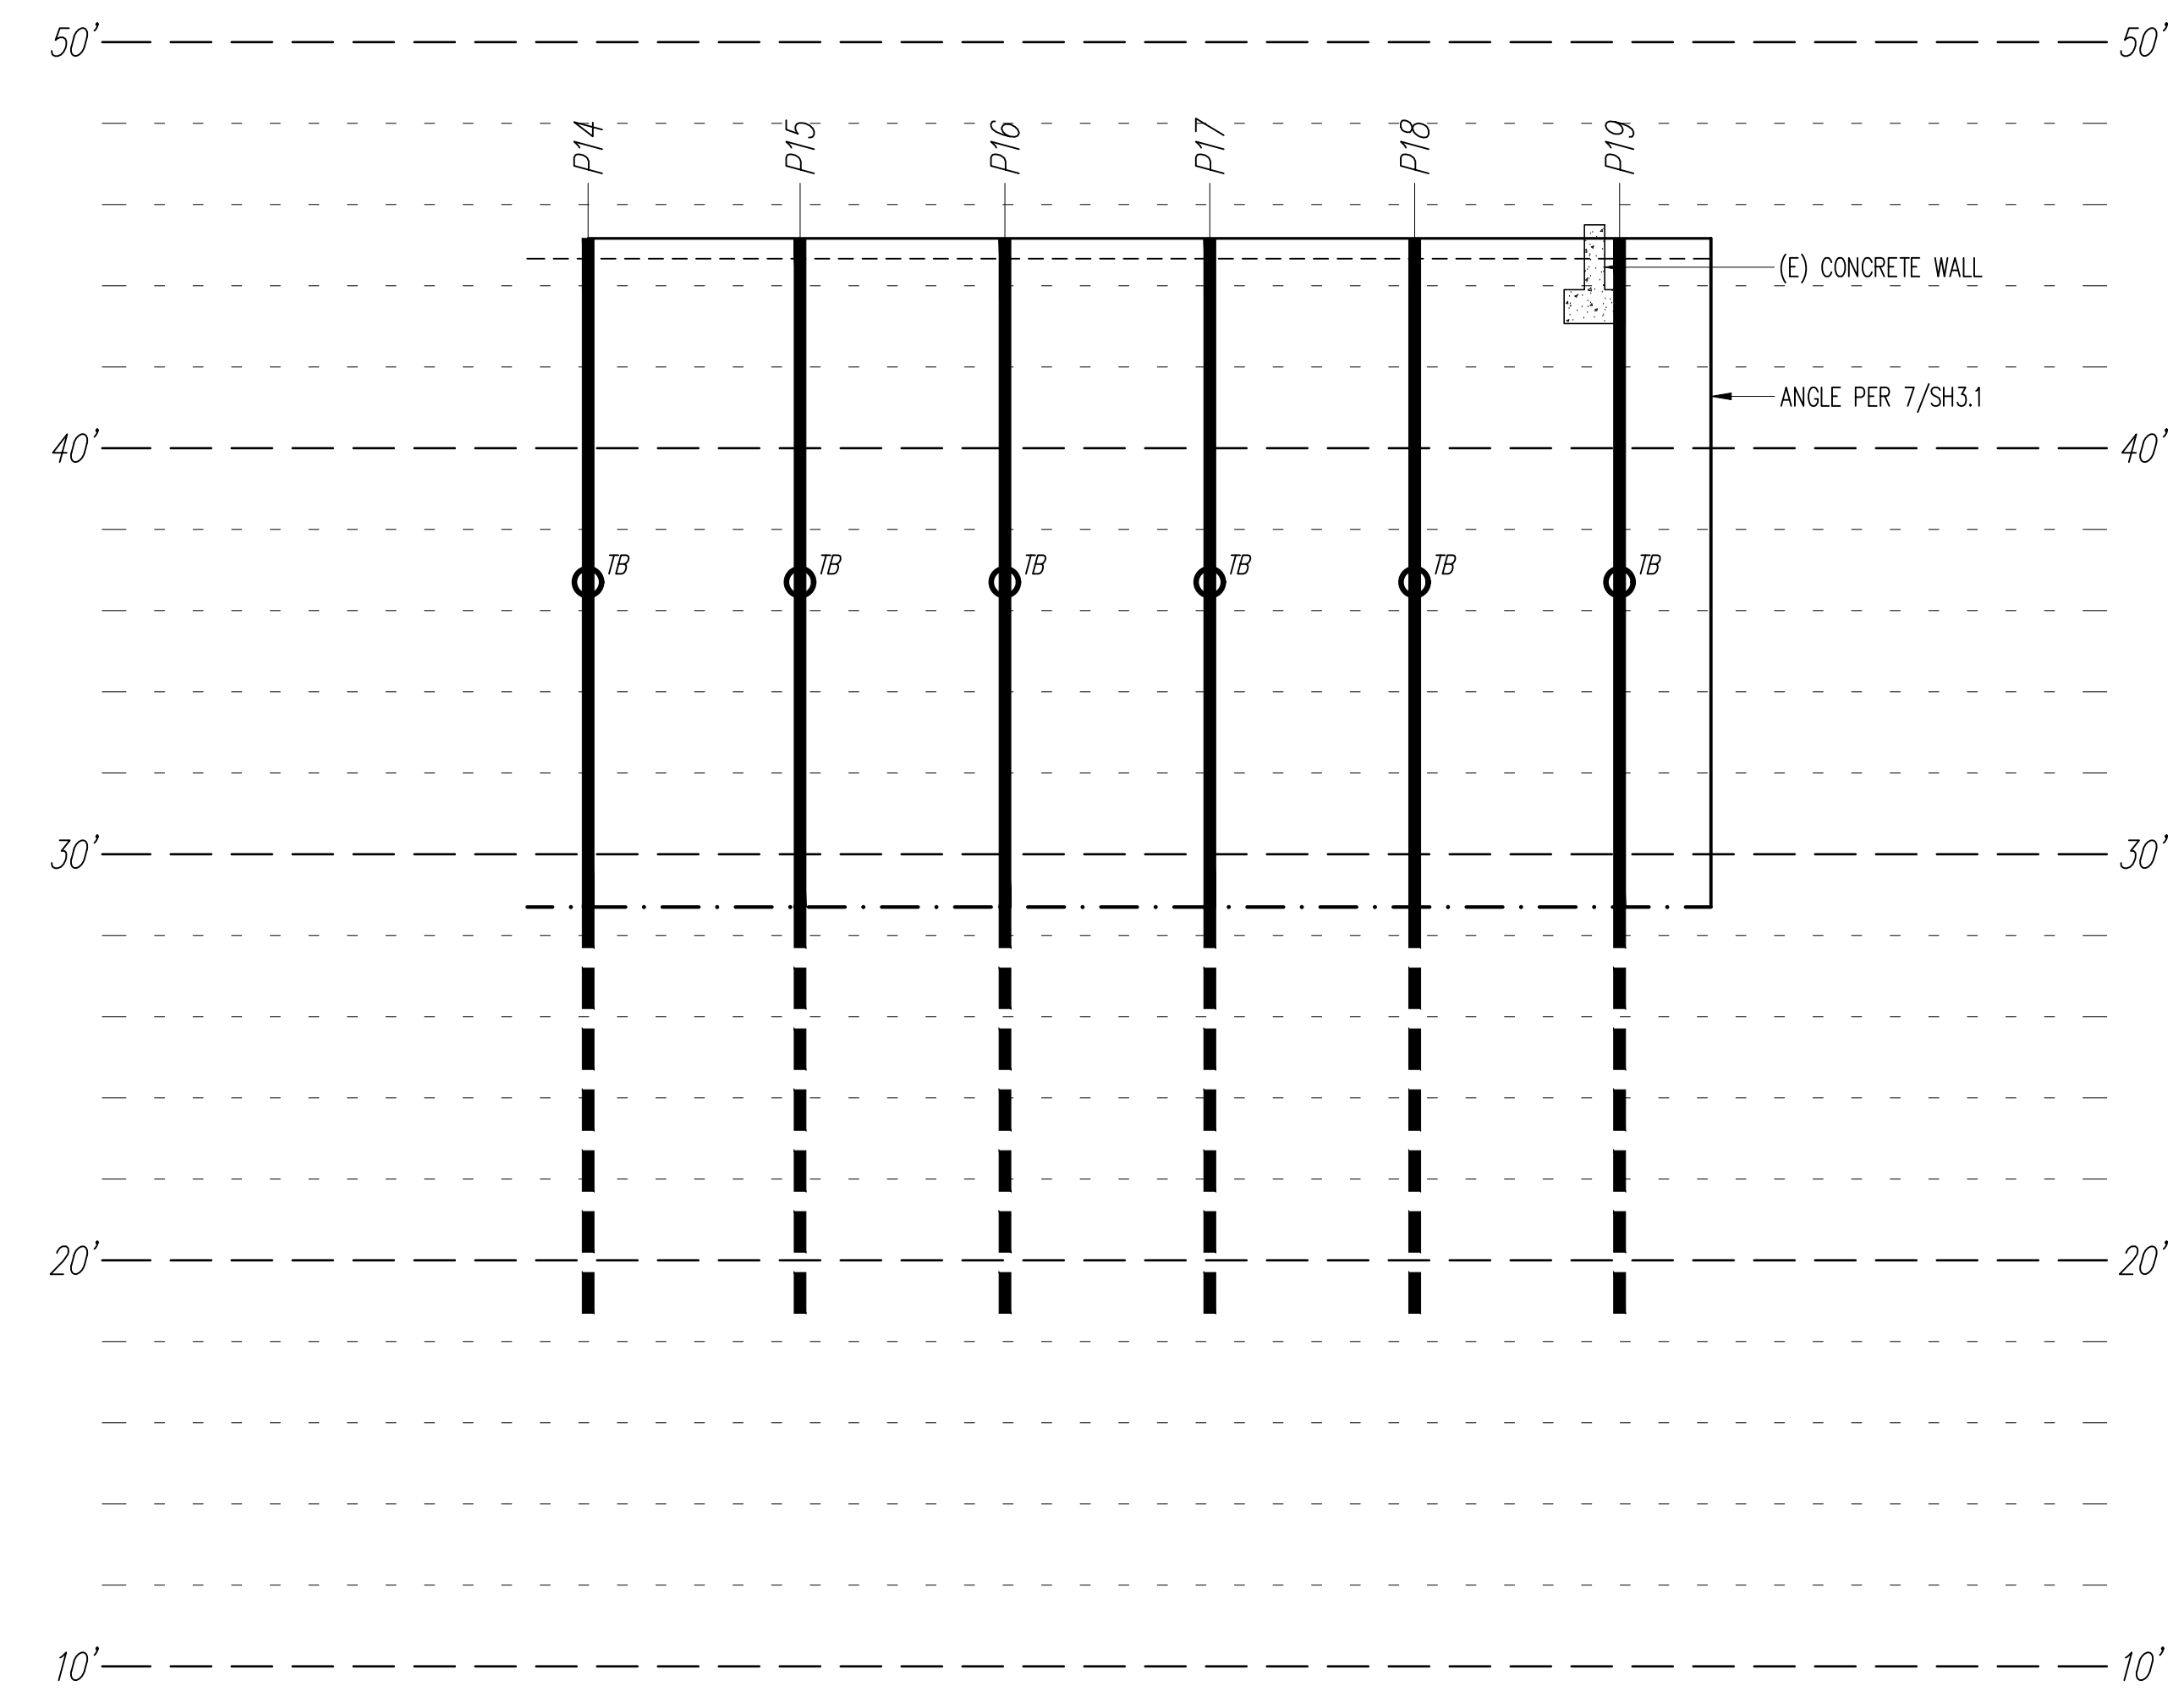 50' 50'
P14 P15 P16 P17 P18 P19
(E) CONCRETE WALL
ANGLE PER 7/SH3.1
40' 40'
TB TB TB TB TB TB
30' 30'
20' 20'
10' 10'